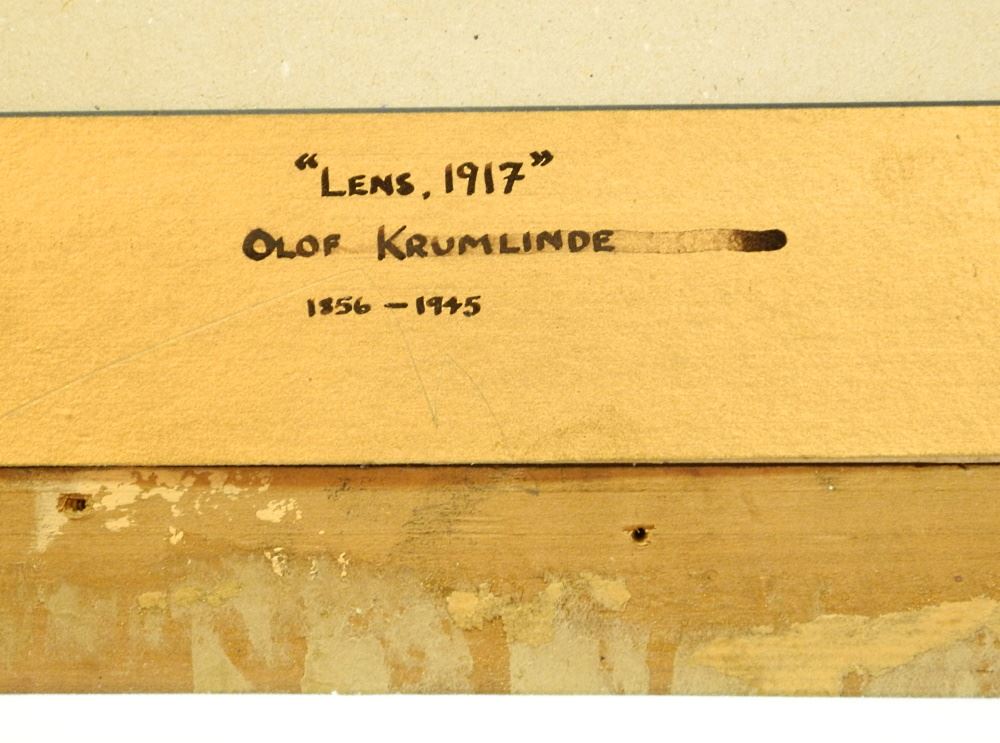 “LENS, 1917”
OLOF KRUMLINDE
1856 – 1945